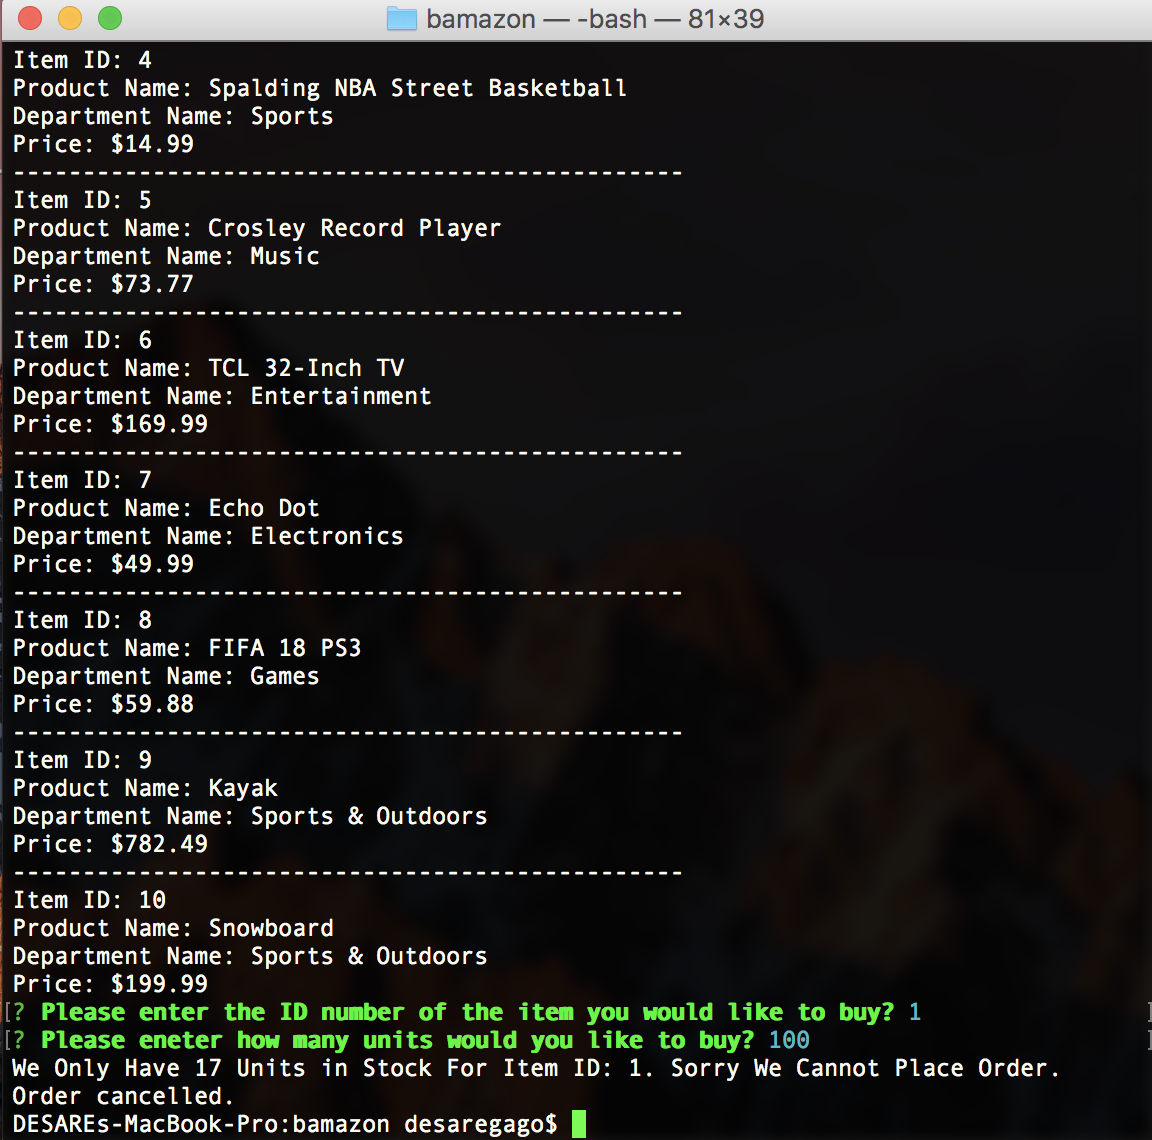 bamazon — -bash — 81×39
Item ID: 4
Product Name: Spalding NBA Street Basketball
Department Name: Sports
Price: $14.99
------------------------------------------------
Item ID: 5
Product Name: Crosley Record Player
Department Name: Music
Price: $73.77
------------------------------------------------
Item ID: 6
Product Name: TCL 32-Inch TV
Department Name: Entertainment
Price: $169.99
------------------------------------------------
Item ID: 7
Product Name: Echo Dot
Department Name: Electronics
Price: $49.99
------------------------------------------------
Item ID: 8
Product Name: FIFA 18 PS3
Department Name: Games
Price: $59.88
------------------------------------------------
Item ID: 9
Product Name: Kayak
Department Name: Sports & Outdoors
Price: $782.49
------------------------------------------------
Item ID: 10
Product Name: Snowboard
Department Name: Sports & Outdoors
Price: $199.99
[? Please enter the ID number of the item you would like to buy? 1 ]
[? Please eneter how many units would you like to buy? 100 ]
We Only Have 17 Units in Stock For Item ID: 1. Sorry We Cannot Place Order.
Order cancelled.
DESAREs-MacBook-Pro:bamazon desaregago$